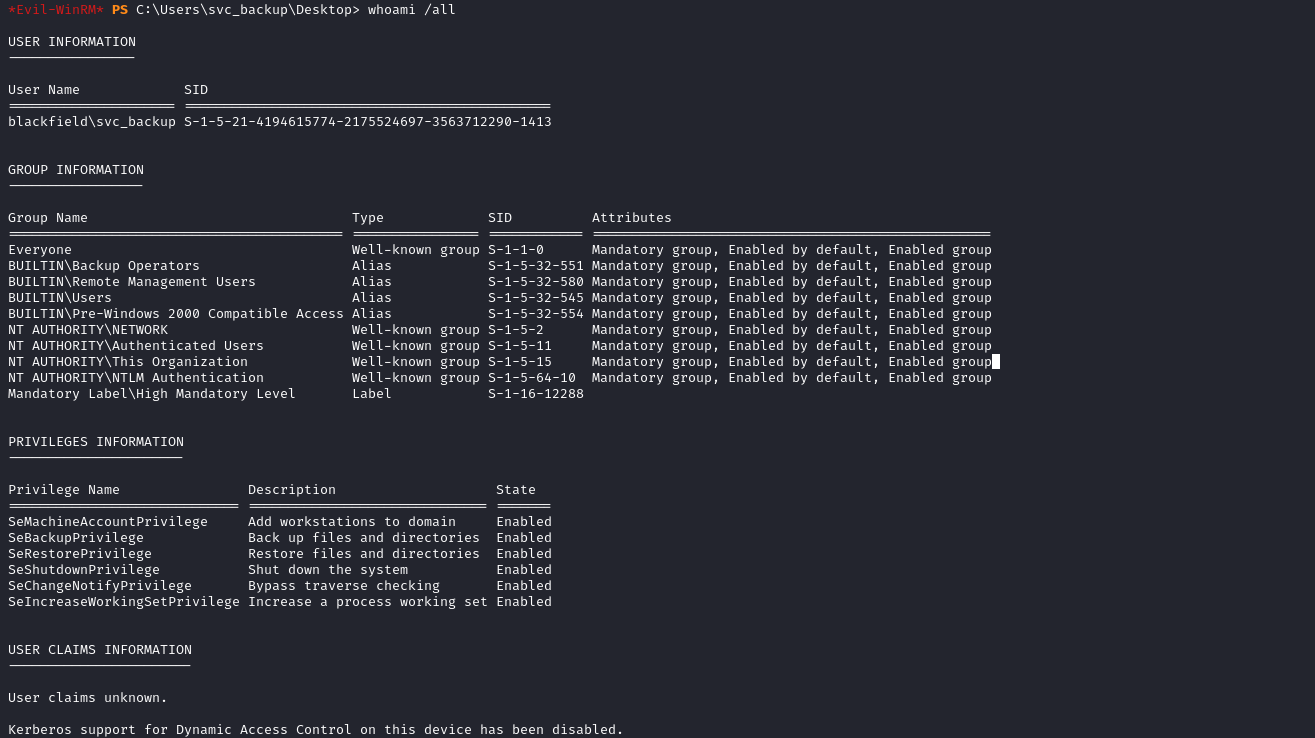 *Evil-WinRM* PS C:\Users\svc_backup\Desktop> whoami /all
USER INFORMATION
----------------
User Name             SID
===================== ==============================================
blackfield\svc_backup S-1-5-21-4194615774-2175524697-3563712290-1413
GROUP INFORMATION
-----------------
Group Name                                 Type             SID          Attributes
========================================== ================ ============ ==================================================
Everyone                                   Well-known group S-1-1-0      Mandatory group, Enabled by default, Enabled group
BUILTIN\Backup Operators                   Alias            S-1-5-32-551 Mandatory group, Enabled by default, Enabled group
BUILTIN\Remote Management Users            Alias            S-1-5-32-580 Mandatory group, Enabled by default, Enabled group
BUILTIN\Users                              Alias            S-1-5-32-545 Mandatory group, Enabled by default, Enabled group
BUILTIN\Pre-Windows 2000 Compatible Access Alias            S-1-5-32-554 Mandatory group, Enabled by default, Enabled group
NT AUTHORITY\NETWORK                       Well-known group S-1-5-2      Mandatory group, Enabled by default, Enabled group
NT AUTHORITY\Authenticated Users           Well-known group S-1-5-11     Mandatory group, Enabled by default, Enabled group
NT AUTHORITY\This Organization             Well-known group S-1-5-15     Mandatory group, Enabled by default, Enabled group
NT AUTHORITY\NTLM Authentication           Well-known group S-1-5-64-10  Mandatory group, Enabled by default, Enabled group
Mandatory Label\High Mandatory Level       Label            S-1-16-12288
PRIVILEGES INFORMATION
----------------------
Privilege Name                Description                    State
============================= ============================== =======
SeMachineAccountPrivilege     Add workstations to domain     Enabled
SeBackupPrivilege             Back up files and directories  Enabled
SeRestorePrivilege            Restore files and directories  Enabled
SeShutdownPrivilege           Shut down the system           Enabled
SeChangeNotifyPrivilege       Bypass traverse checking       Enabled
SeIncreaseWorkingSetPrivilege Increase a process working set Enabled
USER CLAIMS INFORMATION
-----------------------
User claims unknown.
Kerberos support for Dynamic Access Control on this device has been disabled.